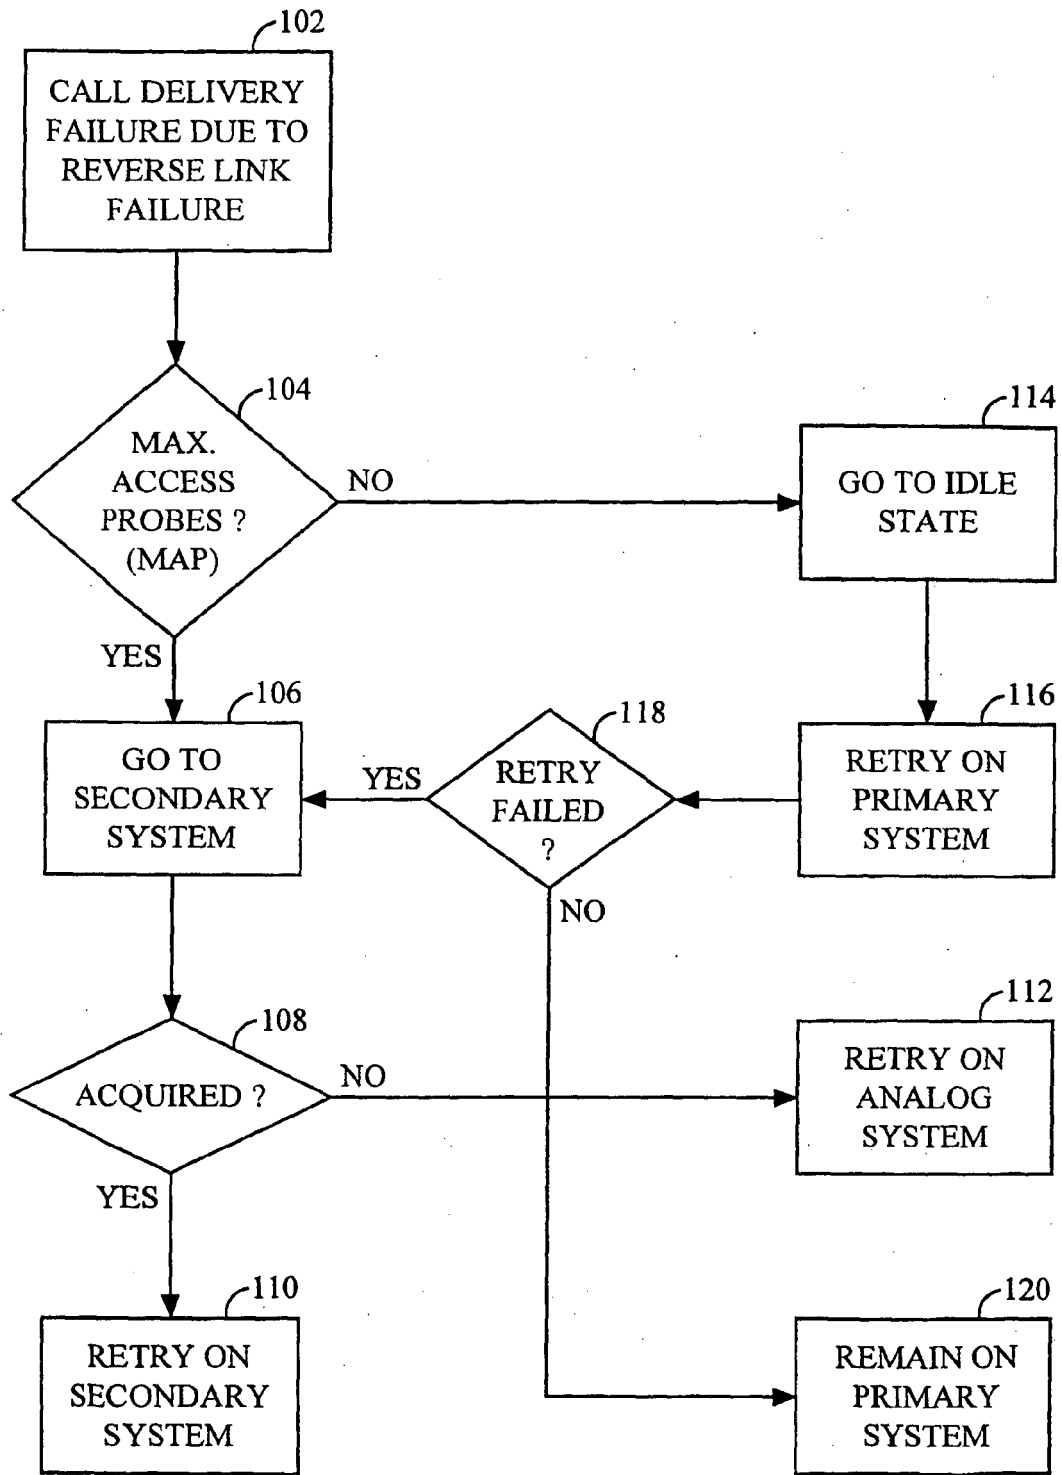 102
CALL DELIVERY
FAILURE DUE TO
REVERSE LINK
FAILURE
104
MAX.
ACCESS
PROBES ?
(MAP)
NO
YES
114
GO TO IDLE
STATE
106
GO TO
SECONDARY
SYSTEM
118
RETRY
FAILED
?
YES
NO
116
RETRY ON
PRIMARY
SYSTEM
108
ACQUIRED ?
NO
YES
112
RETRY ON
ANALOG
SYSTEM
110
RETRY ON
SECONDARY
SYSTEM
120
REMAIN ON
PRIMARY
SYSTEM